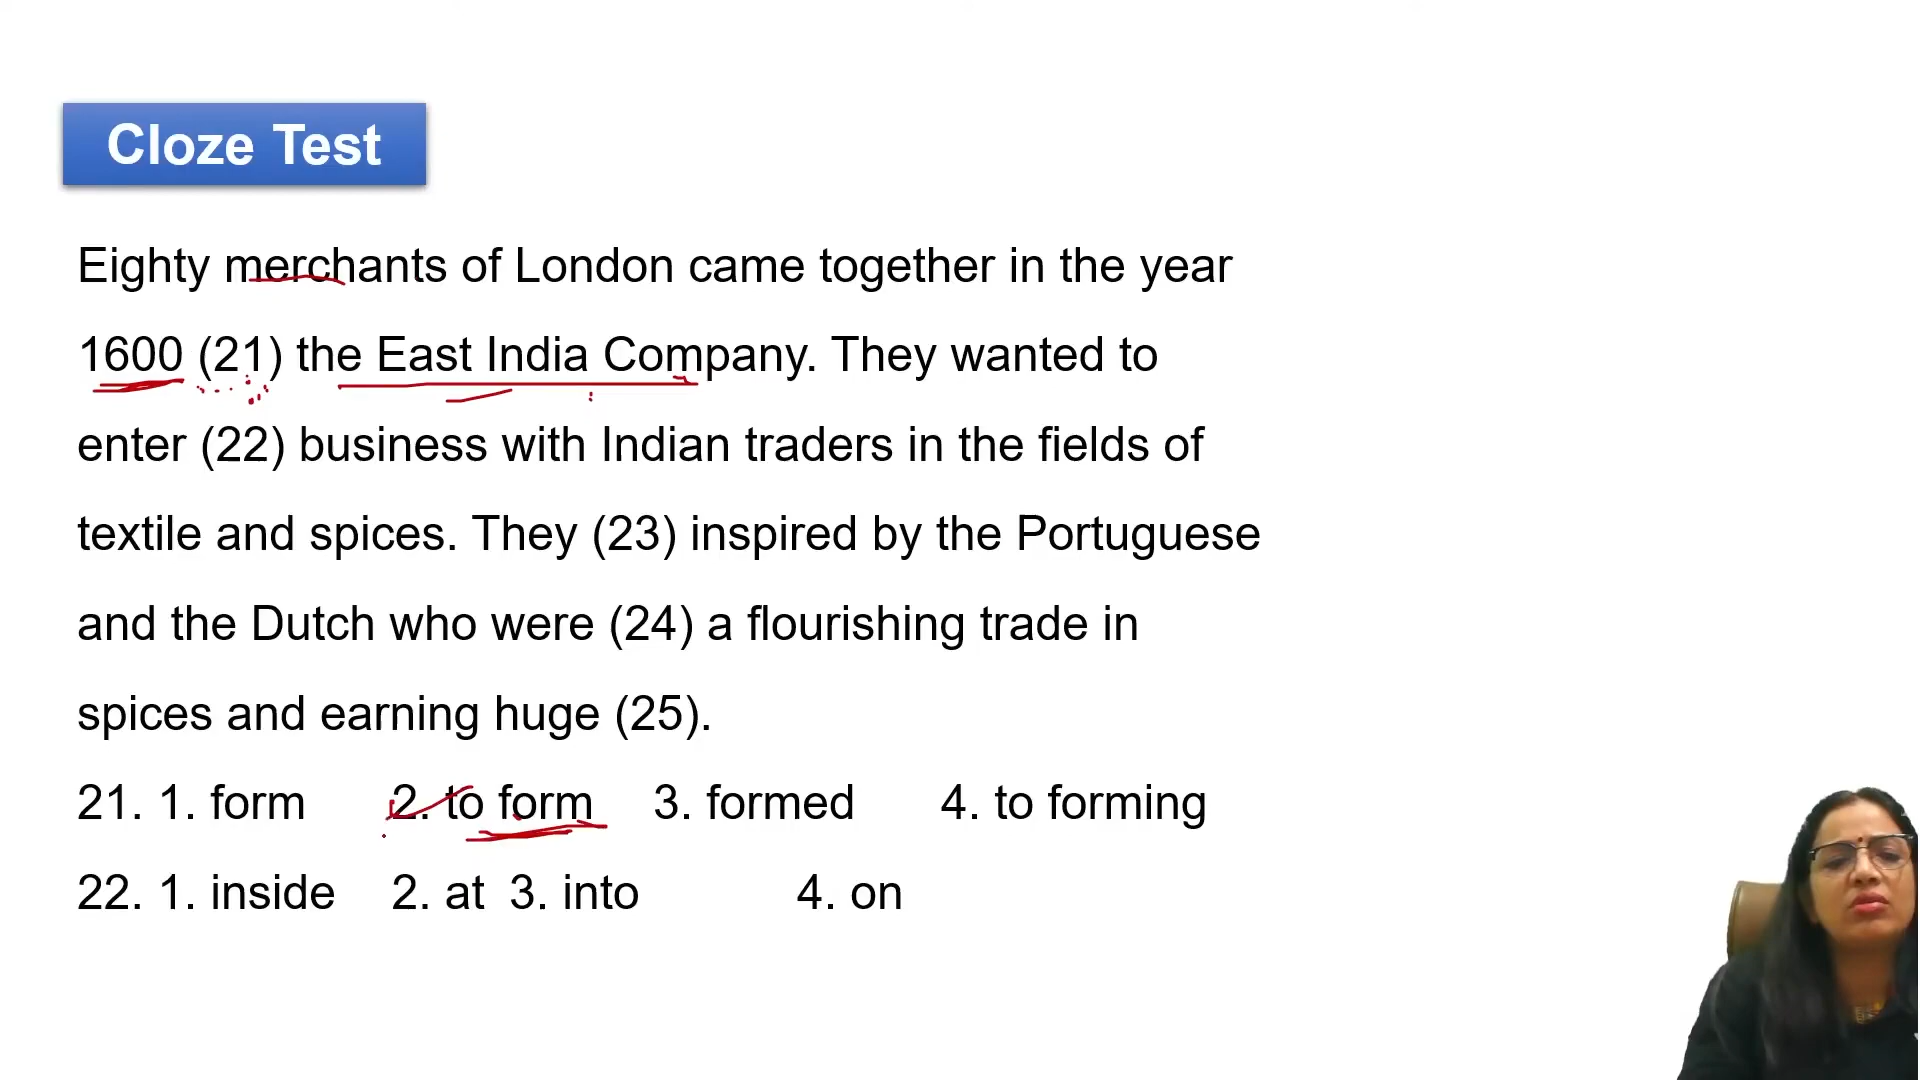 Cloze Test
Eighty merchants of London came together in the year
1600 (21) the East India Company. They wanted to
enter (22) business with Indian traders in the fields of
textile and spices. They (23) inspired by the Portuguese
and the Dutch who were (24) a flourishing trade in
spices and earning huge (25).
21. 1. form 2. to form 3. formed 4. to forming
22. 1. inside 2. at 3. into 4. on